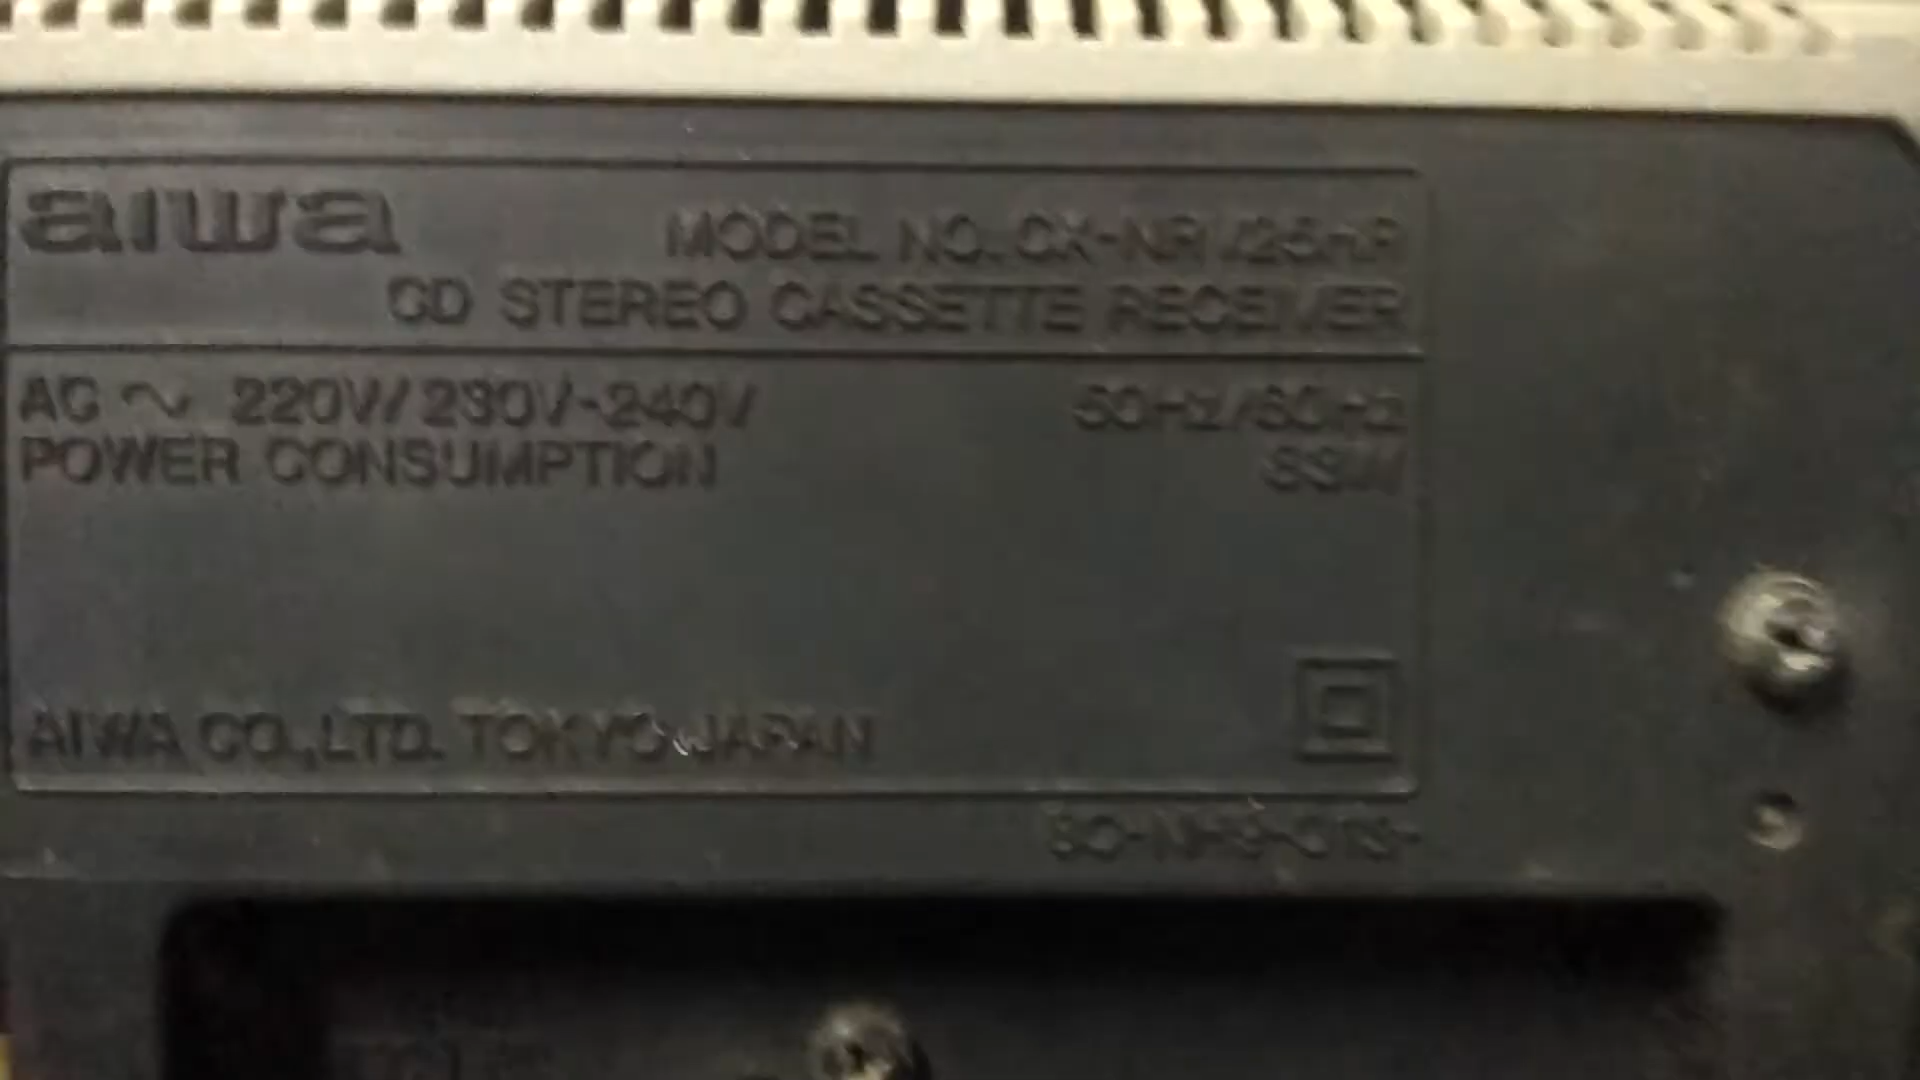 aiwa
MODEL NO.
CD STEREO CASSETTE RECEIVER
AC ~ 220V/230V-240V
50Hz/60Hz
POWER CONSUMPTION
AIWA CO.,LTD. TOKYO JAPAN